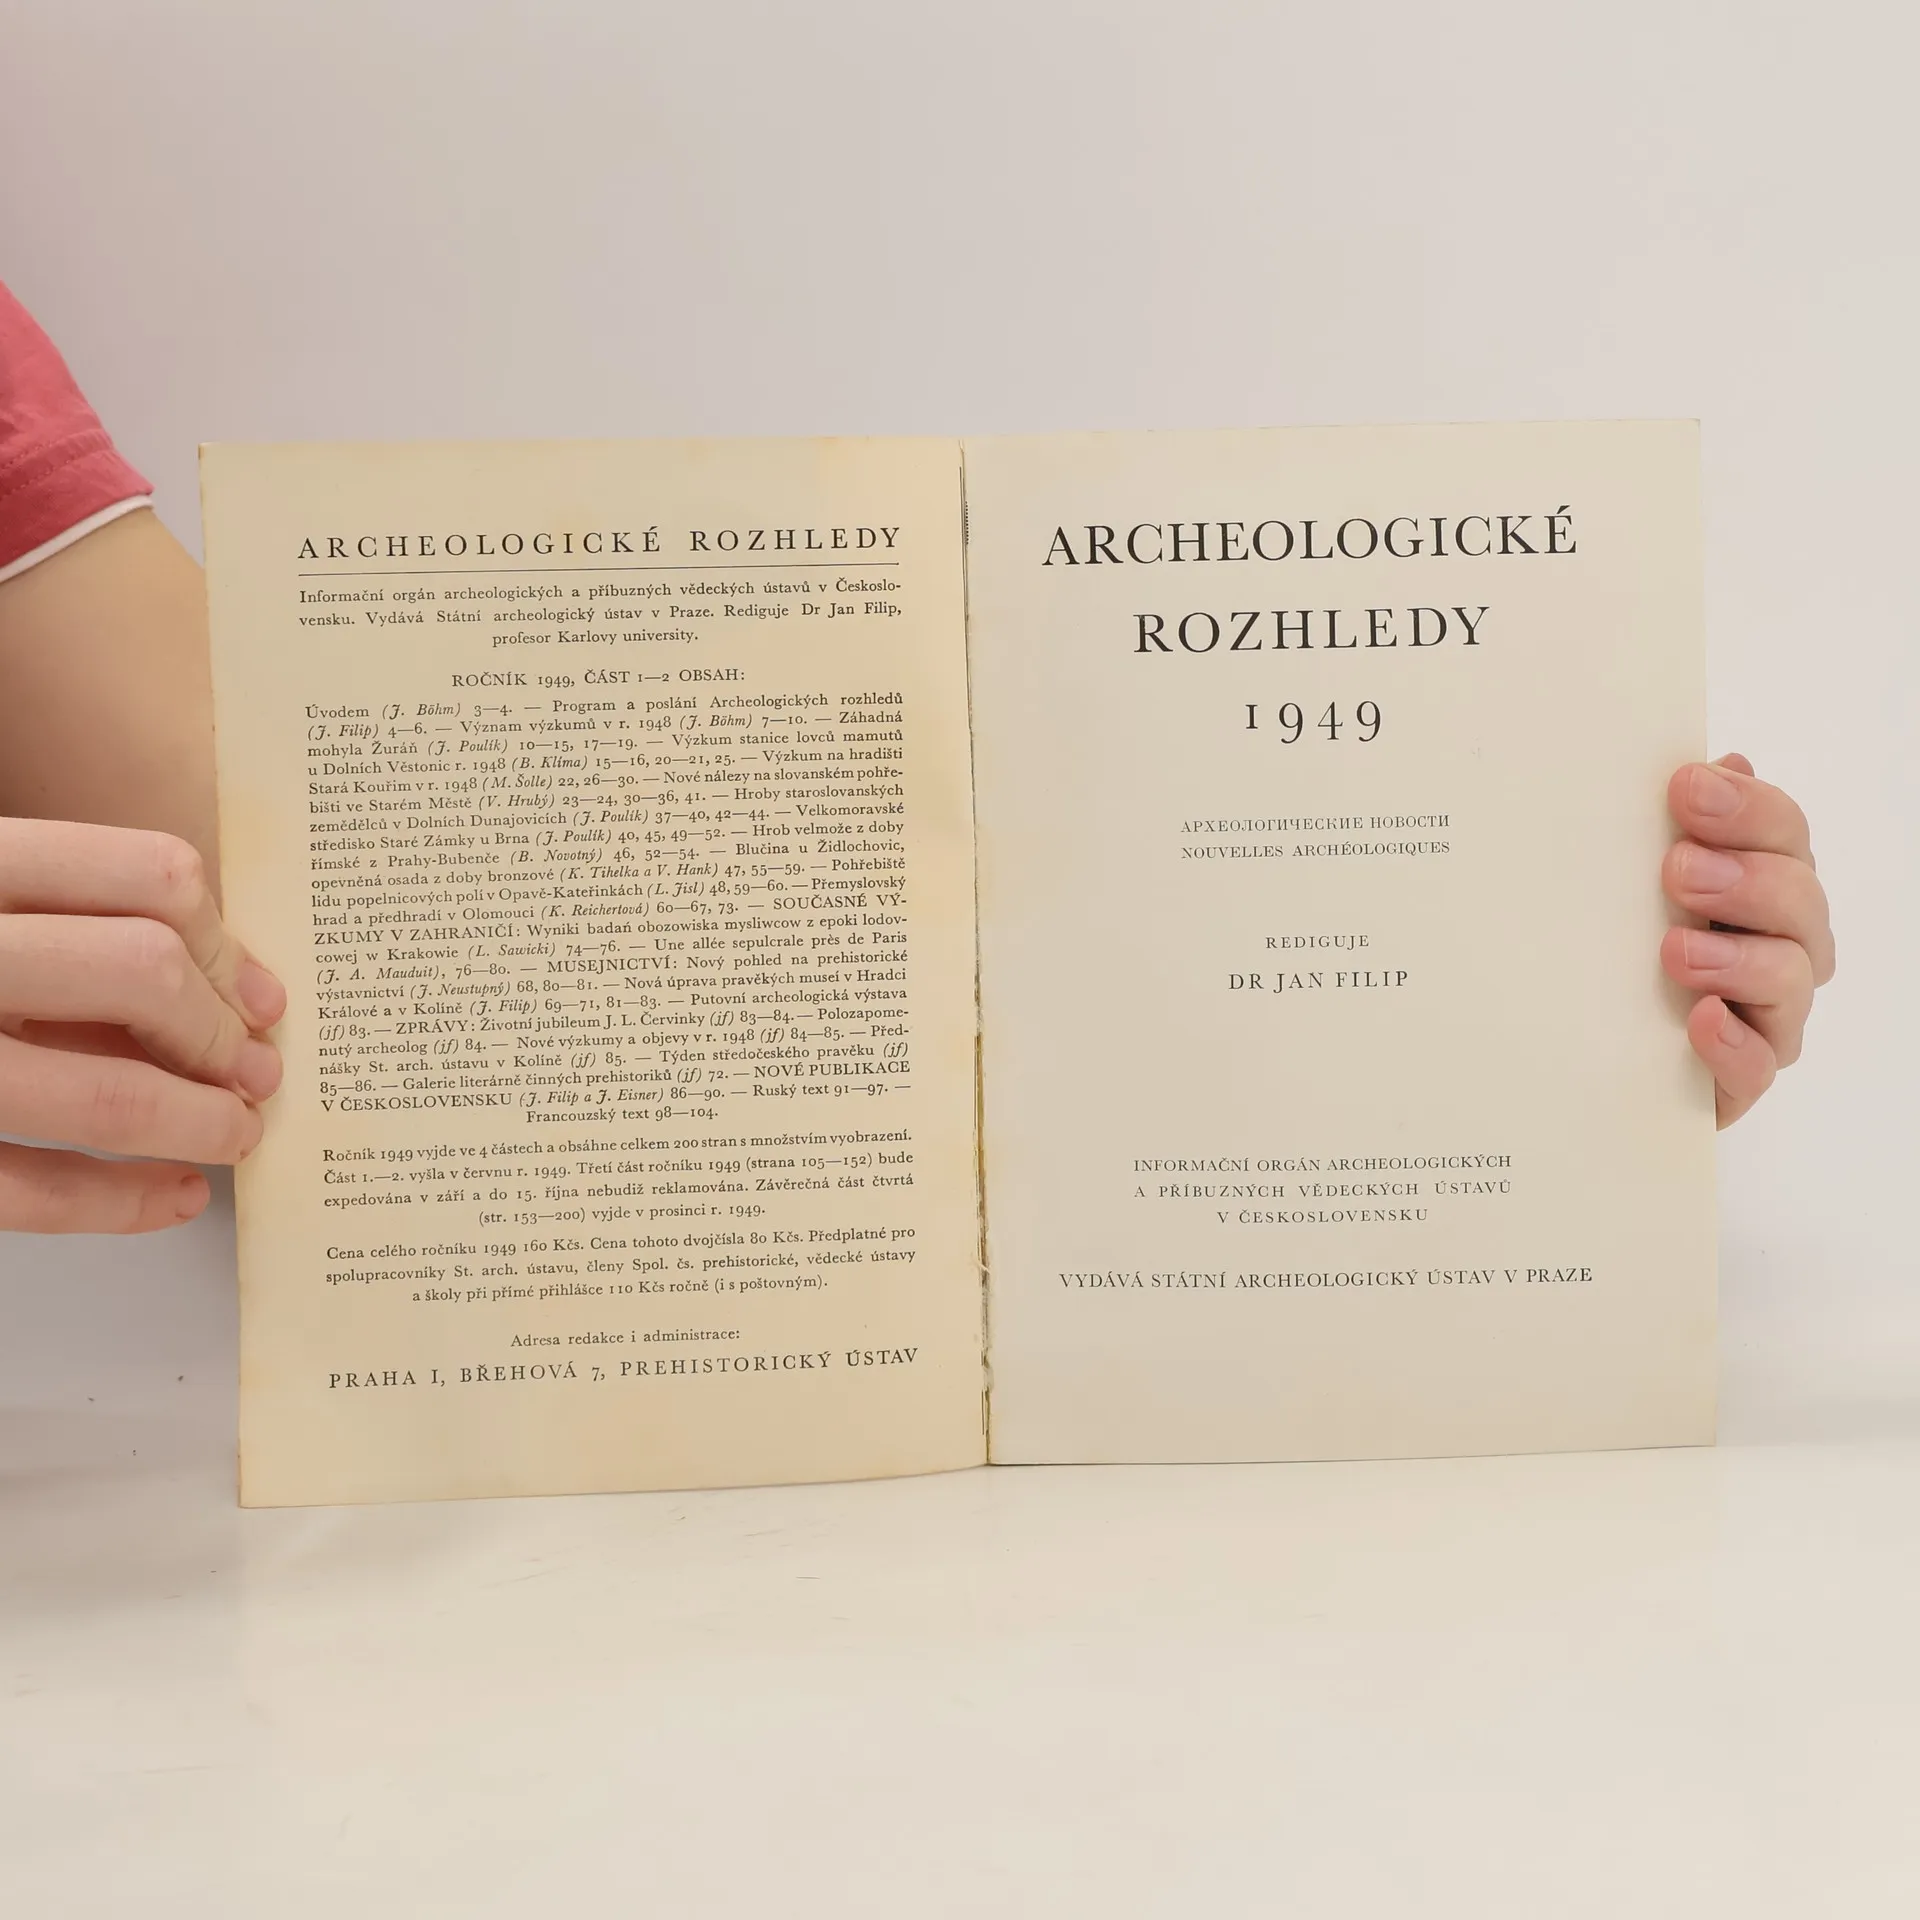 ARCHEOLOGICKÉ ROZHLEDY
Informační orgán archeologických a příbuzných vědeckých ústavů v Českoslo-
vensku. Vydává Státní archeologický ústav v Praze. Rediguje Dr Jan Filip,
profesor Karlovy university.
ROČNÍK 1949, ČÁST 1—2 OBSAH:
Úvodem (J. Böhm) 3—4. — Program a poslání Archeologických rozhledů
(J. Filip) 4—6. — Význam výzkumů v r. 1948 (J. Böhm) 7—10. — Záhadná
mohyla Žuráň (J. Poulík) 10—15, 17—19. — Výzkum stanice lovců mamutů
u Dolních Věstonic r. 1948 (B. Klíma) 15—16, 20—21, 25. — Výzkum na hradišti
Stará Kouřim v r. 1948 (M. Šolle) 22, 26—30. — Nové nálezy na slovanském pohře-
bišti ve Starém Městě (V. Hrubý) 23—24, 30—36, 41. — Hroby staroslovanských
zemědělců v Dolních Dunajovicích (J. Poulík) 37—40, 42—44. — Velkomoravské
středisko Staré Zámky u Brna (J. Poulík) 40, 45, 49—52. — Hrob velmože z doby
římské z Prahy-Bubenče (B. Novotný) 46, 52—54. — Blučina u Židlochovic,
opevněná osada z doby bronzové (K. Tihelka a V. Hank) 47, 55—59. — Pohřebiště
lidu popelnicových polí v Opavě-Kateřinkách (L. Jisl) 48, 59—60. — Přemyslovský
hrad a předhradí v Olomouci (K. Reichertová) 60—67, 73. — SOUČASNÉ VÝ-
ZKUMY V ZAHRANIČÍ: Wyniki badań obozowiska mysliwcow z epoki lodov-
cowej w Krakowie (L. Sawicki) 74—76. — Une allée sepulcrale près de Paris
(J. A. Mauduit), 76—80. — MUSEJNICTVÍ: Nový pohled na prehistorické
výstavnictví (J. Neustupný) 68, 80—81. — Nová úprava pravěkých museí v Hradci
Králové a v Kolíně (J. Filip) 69—71, 81—83. — Putovní archeologická výstava
(jf) 83. — ZPRÁVY: Životní jubileum J. L. Červinky (jf) 83—84. — Polozapome-
nutý archeolog (jf) 84. — Nové výzkumy a objevy v r. 1948 (jf) 84—85. — Před-
nášky St. arch. ústavu v Kolíně (jf) 85. — Týden středočeského pravěku (jf)
85—86. — Galerie literárně činných prehistoriků (jf) 72. — NOVÉ PUBLIKACE
V ČESKOSLOVENSKU (J. Filip a J. Eisner) 86—90. — Ruský text 91—97. —
Francouzský text 98—104.
Ročník 1949 vyjde ve 4 částech a obsáhne celkem 200 stran s množstvím vyobrazení.
Část 1.—2. vyšla v červnu r. 1949. Třetí část ročníku 1949 (strana 105—152) bude
expedována v září a do 15. října nebudiž reklamována. Závěrečná část čtvrtá
(str. 153—200) vyjde v prosinci r. 1949.
Cena celého ročníku 1949 160 Kčs. Cena tohoto dvojčísla 80 Kčs. Předplatné pro
spolupracovníky St. arch. ústavu, členy Spol. čs. prehistorické, vědecké ústavy
a školy při přímé přihlášce 110 Kčs ročně (i s poštovným).
Adresa redakce i administrace:
PRAHA I, BŘEHOVÁ 7, PREHISTORICKÝ ÚSTAV
ARCHEOLOGICKÉ
ROZHLEDY
1949
АРХЕОЛОГИЧЕСКИЕ НОВОСТИ
NOUVELLES ARCHÉOLOGIQUES
REDIGUJE
DR JAN FILIP
INFORMAČNÍ ORGÁN ARCHEOLOGICKÝCH
A PŘÍBUZNÝCH VĚDECKÝCH ÚSTAVŮ
V ČESKOSLOVENSKU
VYDÁVÁ STÁTNÍ ARCHEOLOGICKÝ ÚSTAV V PRAZE